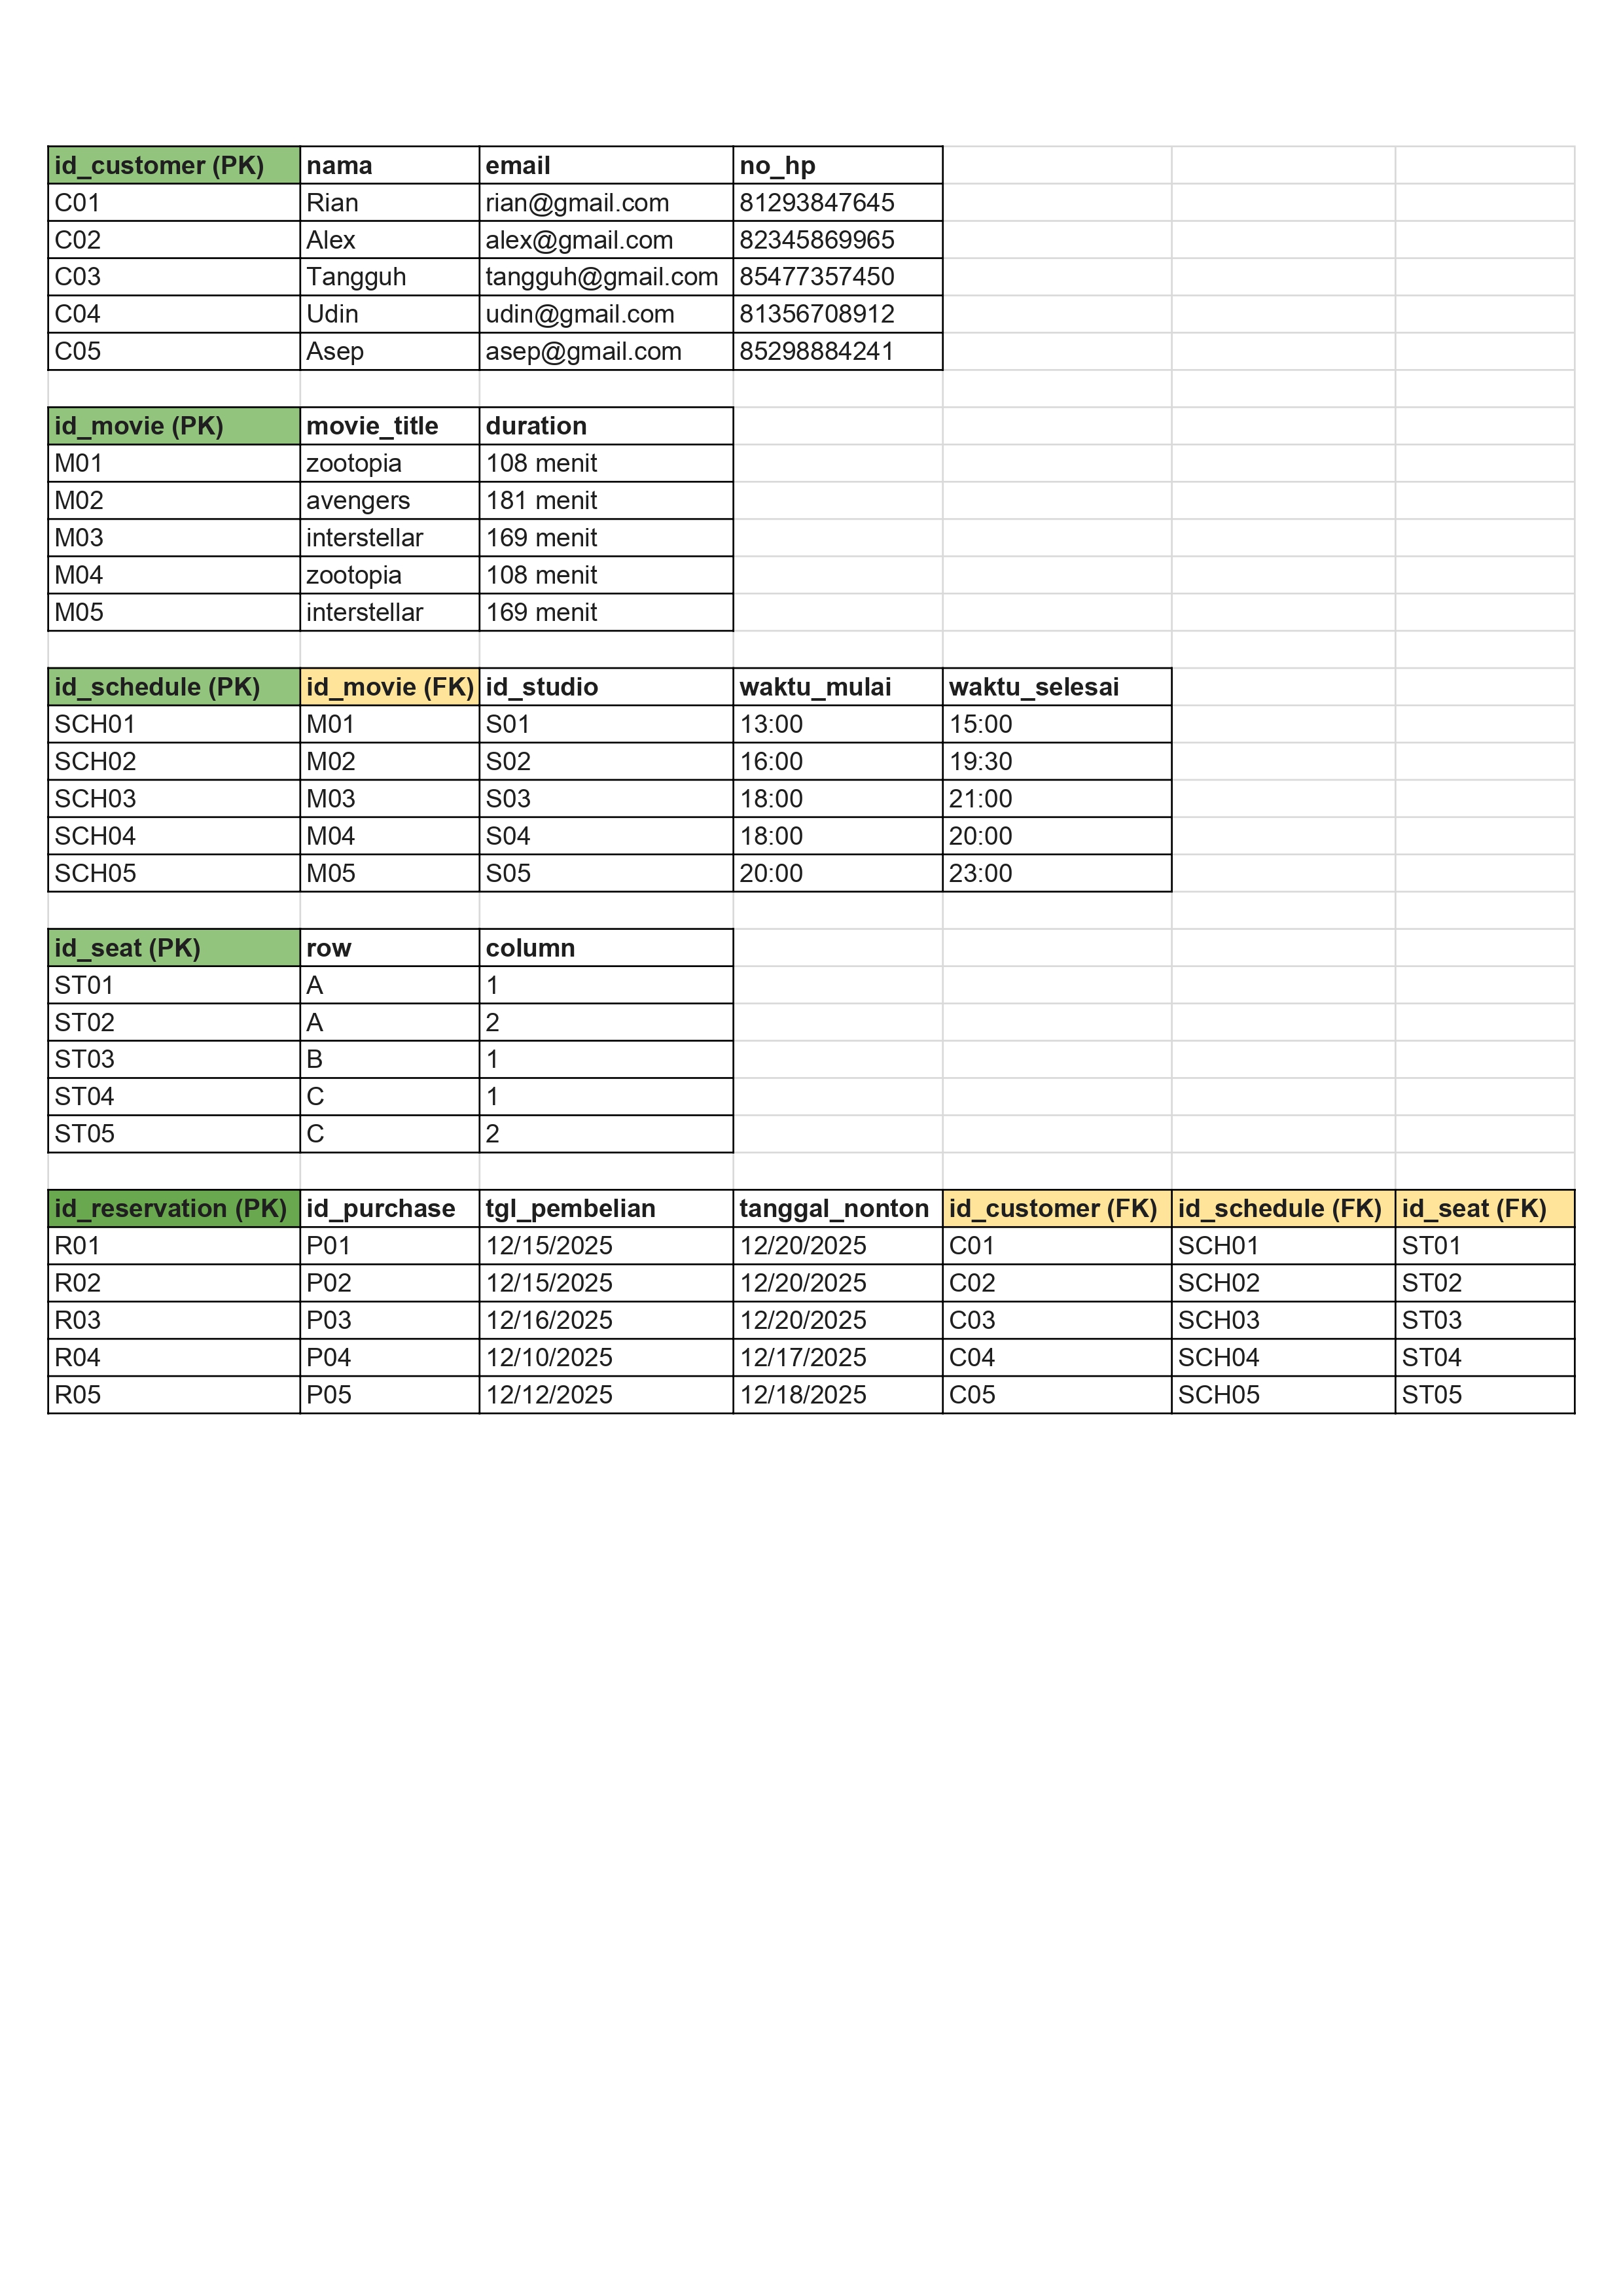 id_customer (PK) nama email no_hp
C01 Rian rian@gmail.com 81293847645
C02 Alex alex@gmail.com 82345869965
C03 Tangguh tangguh@gmail.com 85477357450
C04 Udin udin@gmail.com 81356708912
C05 Asep asep@gmail.com 85298884241
id_movie (PK) movie_title duration
M01 zootopia 108 menit
M02 avengers 181 menit
M03 interstellar 169 menit
M04 zootopia 108 menit
M05 interstellar 169 menit
id_schedule (PK) id_movie (FK) id_studio waktu_mulai waktu_selesai
SCH01 M01 S01 13:00 15:00
SCH02 M02 S02 16:00 19:30
SCH03 M03 S03 18:00 21:00
SCH04 M04 S04 18:00 20:00
SCH05 M05 S05 20:00 23:00
id_seat (PK) row column
ST01 A 1
ST02 A 2
ST03 B 1
ST04 C 1
ST05 C 2
id_reservation (PK) id_purchase tgl_pembelian tanggal_nonton id_customer (FK) id_schedule (FK) id_seat (FK)
R01 P01 12/15/2025 12/20/2025 C01 SCH01 ST01
R02 P02 12/15/2025 12/20/2025 C02 SCH02 ST02
R03 P03 12/16/2025 12/20/2025 C03 SCH03 ST03
R04 P04 12/10/2025 12/17/2025 C04 SCH04 ST04
R05 P05 12/12/2025 12/18/2025 C05 SCH05 ST05